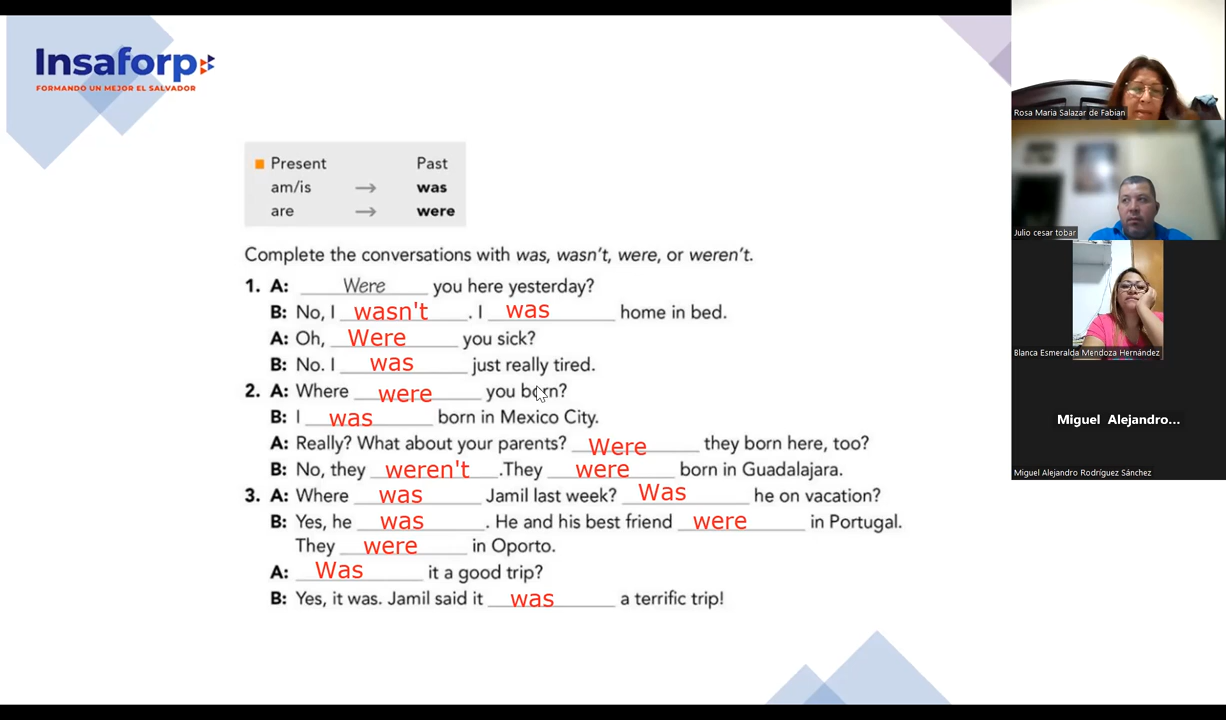 Insaforp
FORMANDO UN MEJOR EL SALVADOR
Present Past
am/is → was
are → were
Complete the conversations with was, wasn't, were, or weren't.
1. A: Were you here yesterday?
B: No, I wasn't. I was home in bed.
A: Oh, Were you sick?
B: No. I was just really tired.
2. A: Where were you born?
B: I was born in Mexico City.
A: Really? What about your parents? Were they born here, too?
B: No, they weren't.They were born in Guadalajara.
3. A: Where was Jamil last week? Was he on vacation?
B: Yes, he was. He and his best friend were in Portugal.
They were in Oporto.
A: Was it a good trip?
B: Yes, it was. Jamil said it was a terrific trip!
Rosa Maria Salazar de Fabian
Julio cesar tobar
Blanca Esmeralda Mendoza Hernández
Miguel Alejandro...
Miguel Alejandro Rodríguez Sánchez